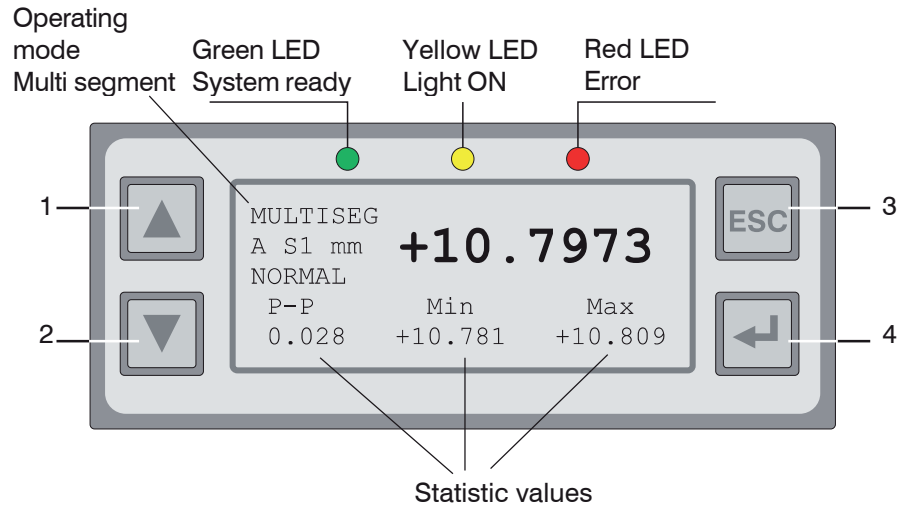 Operating
mode
Multi segment
Green LED
System ready
Yellow LED
Light ON
Red LED
Error
1
2
3
4
ESC
MULTISEG
A S1 mm
+10.7973
NORMAL
P-P Min Max
0.028 +10.781 +10.809
Statistic values